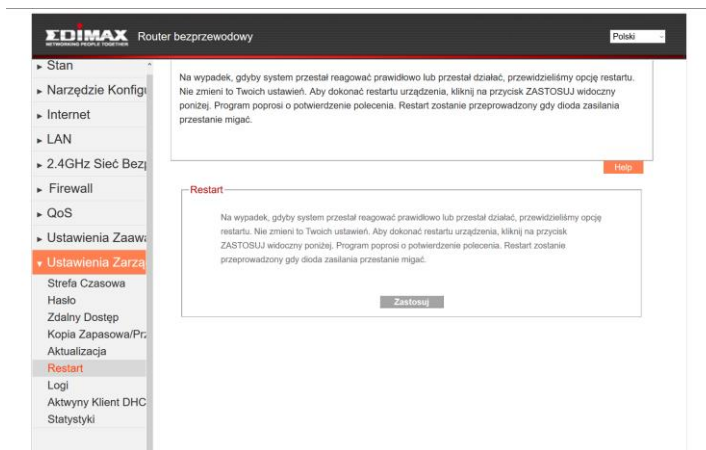 EDIMAX
NETWORKING PEOPLE TOGETHER
Router bezprzewodowy
Polski
Stan
Narzędzie Konfigu
Internet
LAN
2.4GHz Sieć Bezp
Firewall
QoS
Ustawienia Zaawa
Ustawienia Zarzą
Strefa Czasowa
Hasło
Zdalny Dostęp
Kopia Zapasowa/Prz
Aktualizacja
Restart
Logi
Aktwyny Klient DHC
Statystyki
Na wypadek, gdyby system przestał reagować prawidłowo lub przestał działać, przewidzieliśmy opcję restartu.
Nie zmieni to Twoich ustawień. Aby dokonać restartu urządzenia, kliknij na przycisk ZASTOSUJ widoczny
poniżej. Program poprosi o potwierdzenie polecenia. Restart zostanie przeprowadzony gdy dioda zasilania
przestanie migać.
Help
Restart
Na wypadek, gdyby system przestał reagować prawidłowo lub przestał działać, przewidzieliśmy opcję
restartu. Nie zmieni to Twoich ustawień. Aby dokonać restartu urządzenia, kliknij na przycisk
ZASTOSUJ widoczny poniżej. Program poprosi o potwierdzenie polecenia. Restart zostanie
przeprowadzony gdy dioda zasilania przestanie migać.
Zastosuj